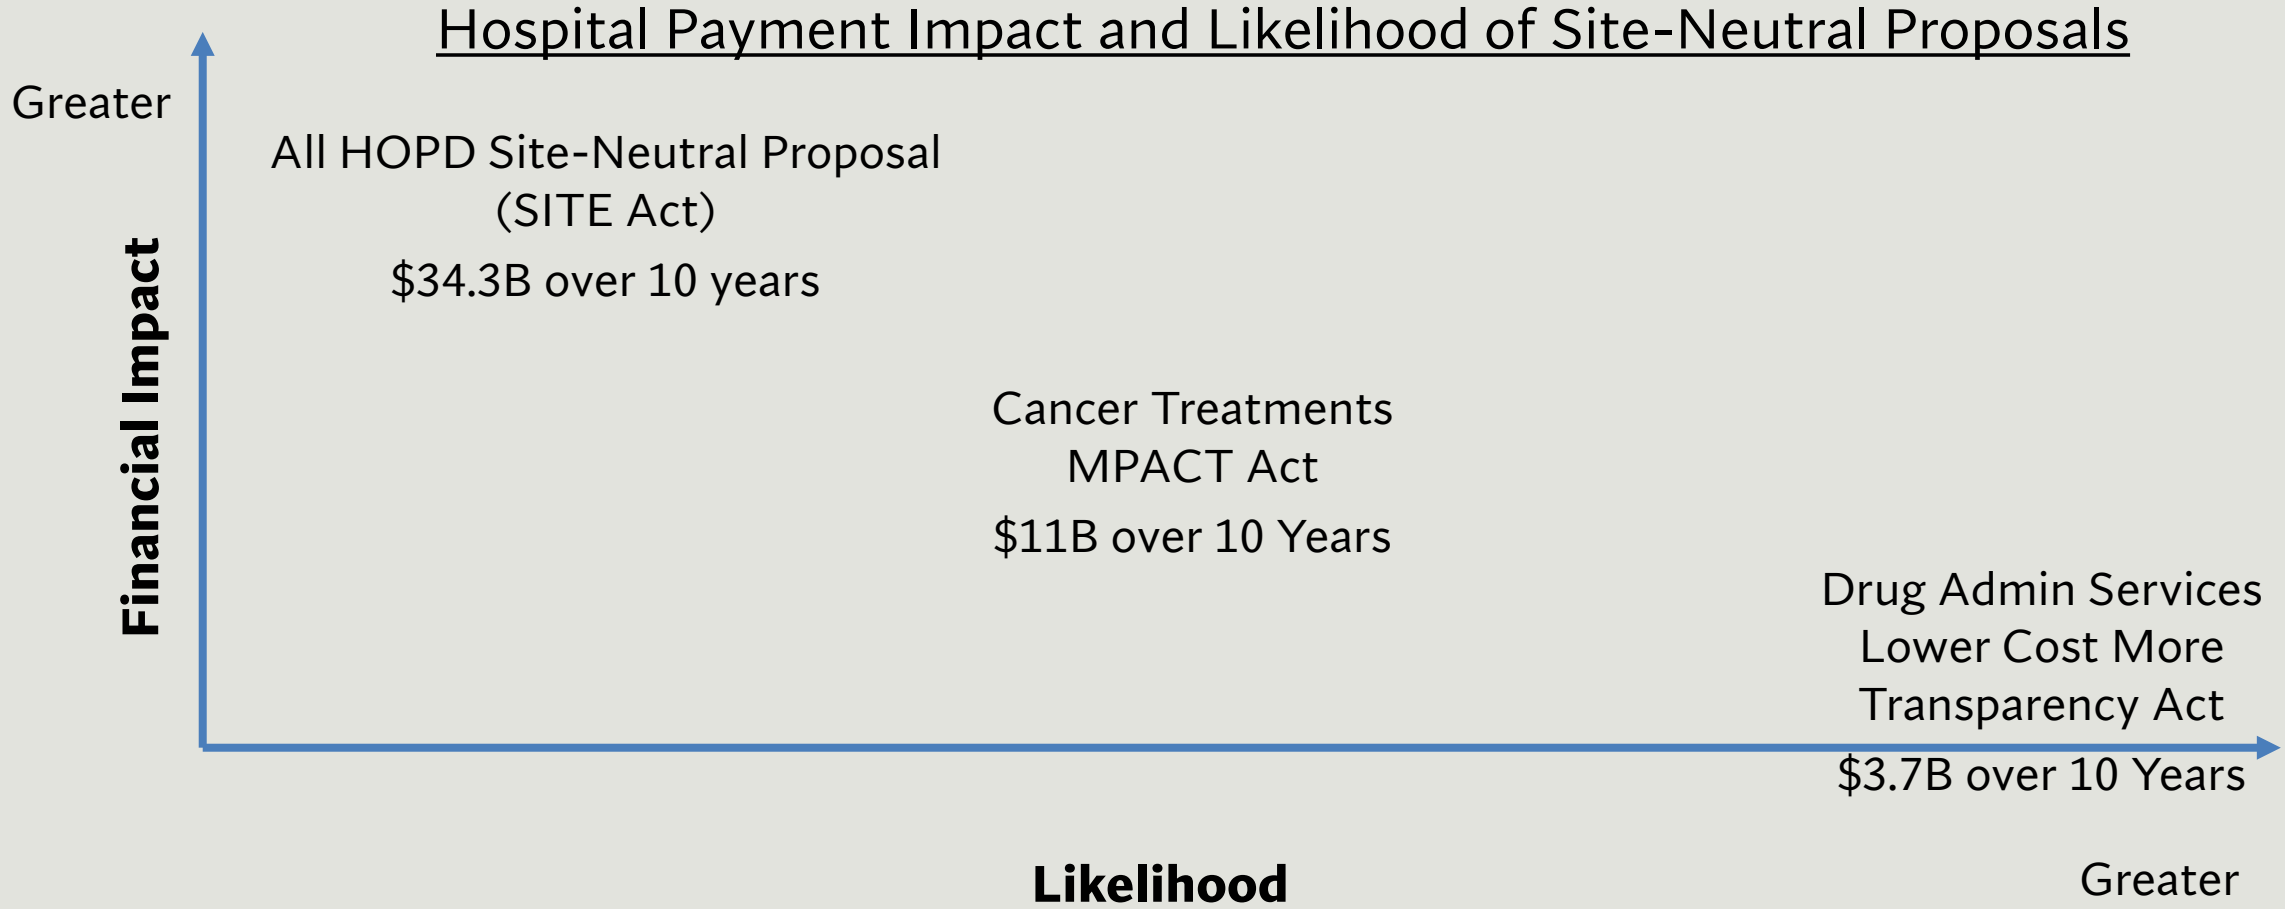 Hospital Payment Impact and Likelihood of Site-Neutral Proposals
Greater
All HOPD Site-Neutral Proposal
(SITE Act)
$34.3B over 10 years
Financial Impact
Cancer Treatments
MPACT Act
$11B over 10 Years
Drug Admin Services
Lower Cost More
Transparency Act
$3.7B over 10 Years
Likelihood
Greater